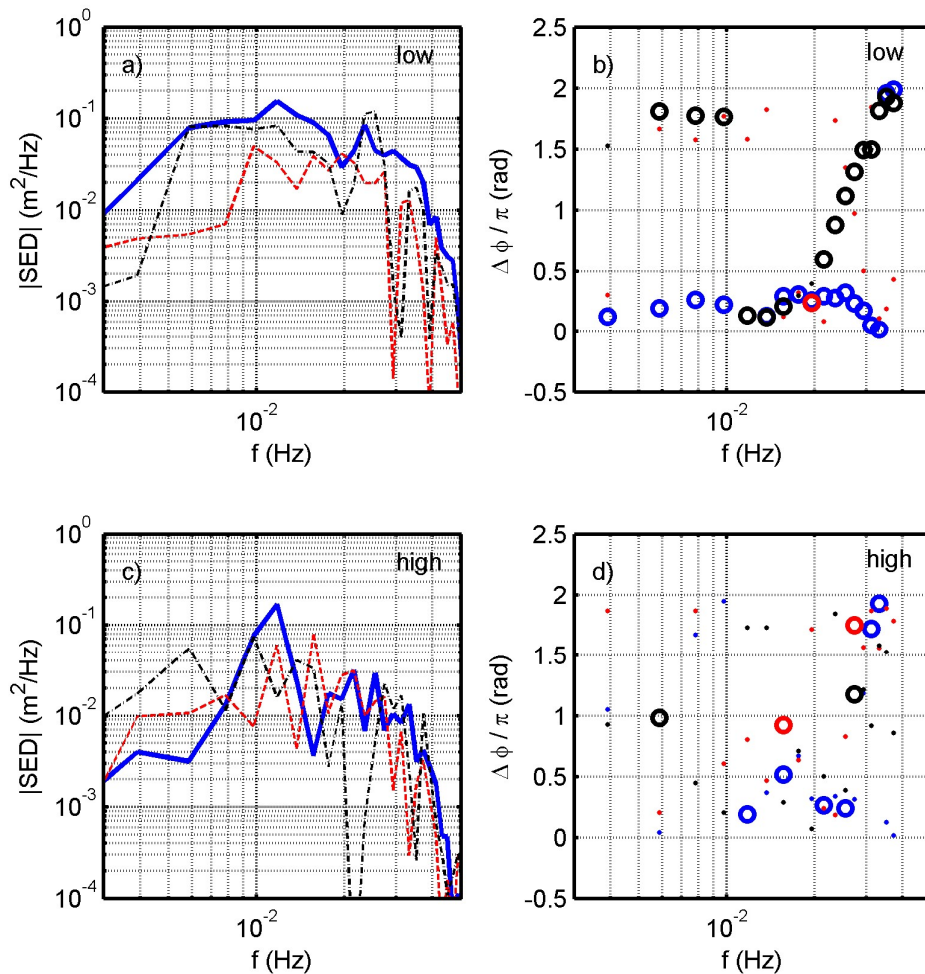 10^0
10^-1
10^-2
10^-3
10^-4
|SED| (m^2/Hz)
a)
low
10^-2
f (Hz)
2.5
2
1.5
1
0.5
0
-0.5
Δ ϕ / π (rad)
b)
low
10^-2
f (Hz)
10^0
10^-1
10^-2
10^-3
10^-4
|SED| (m^2/Hz)
c)
high
10^-2
f (Hz)
2.5
2
1.5
1
0.5
0
-0.5
Δ ϕ / π (rad)
d)
high
10^-2
f (Hz)